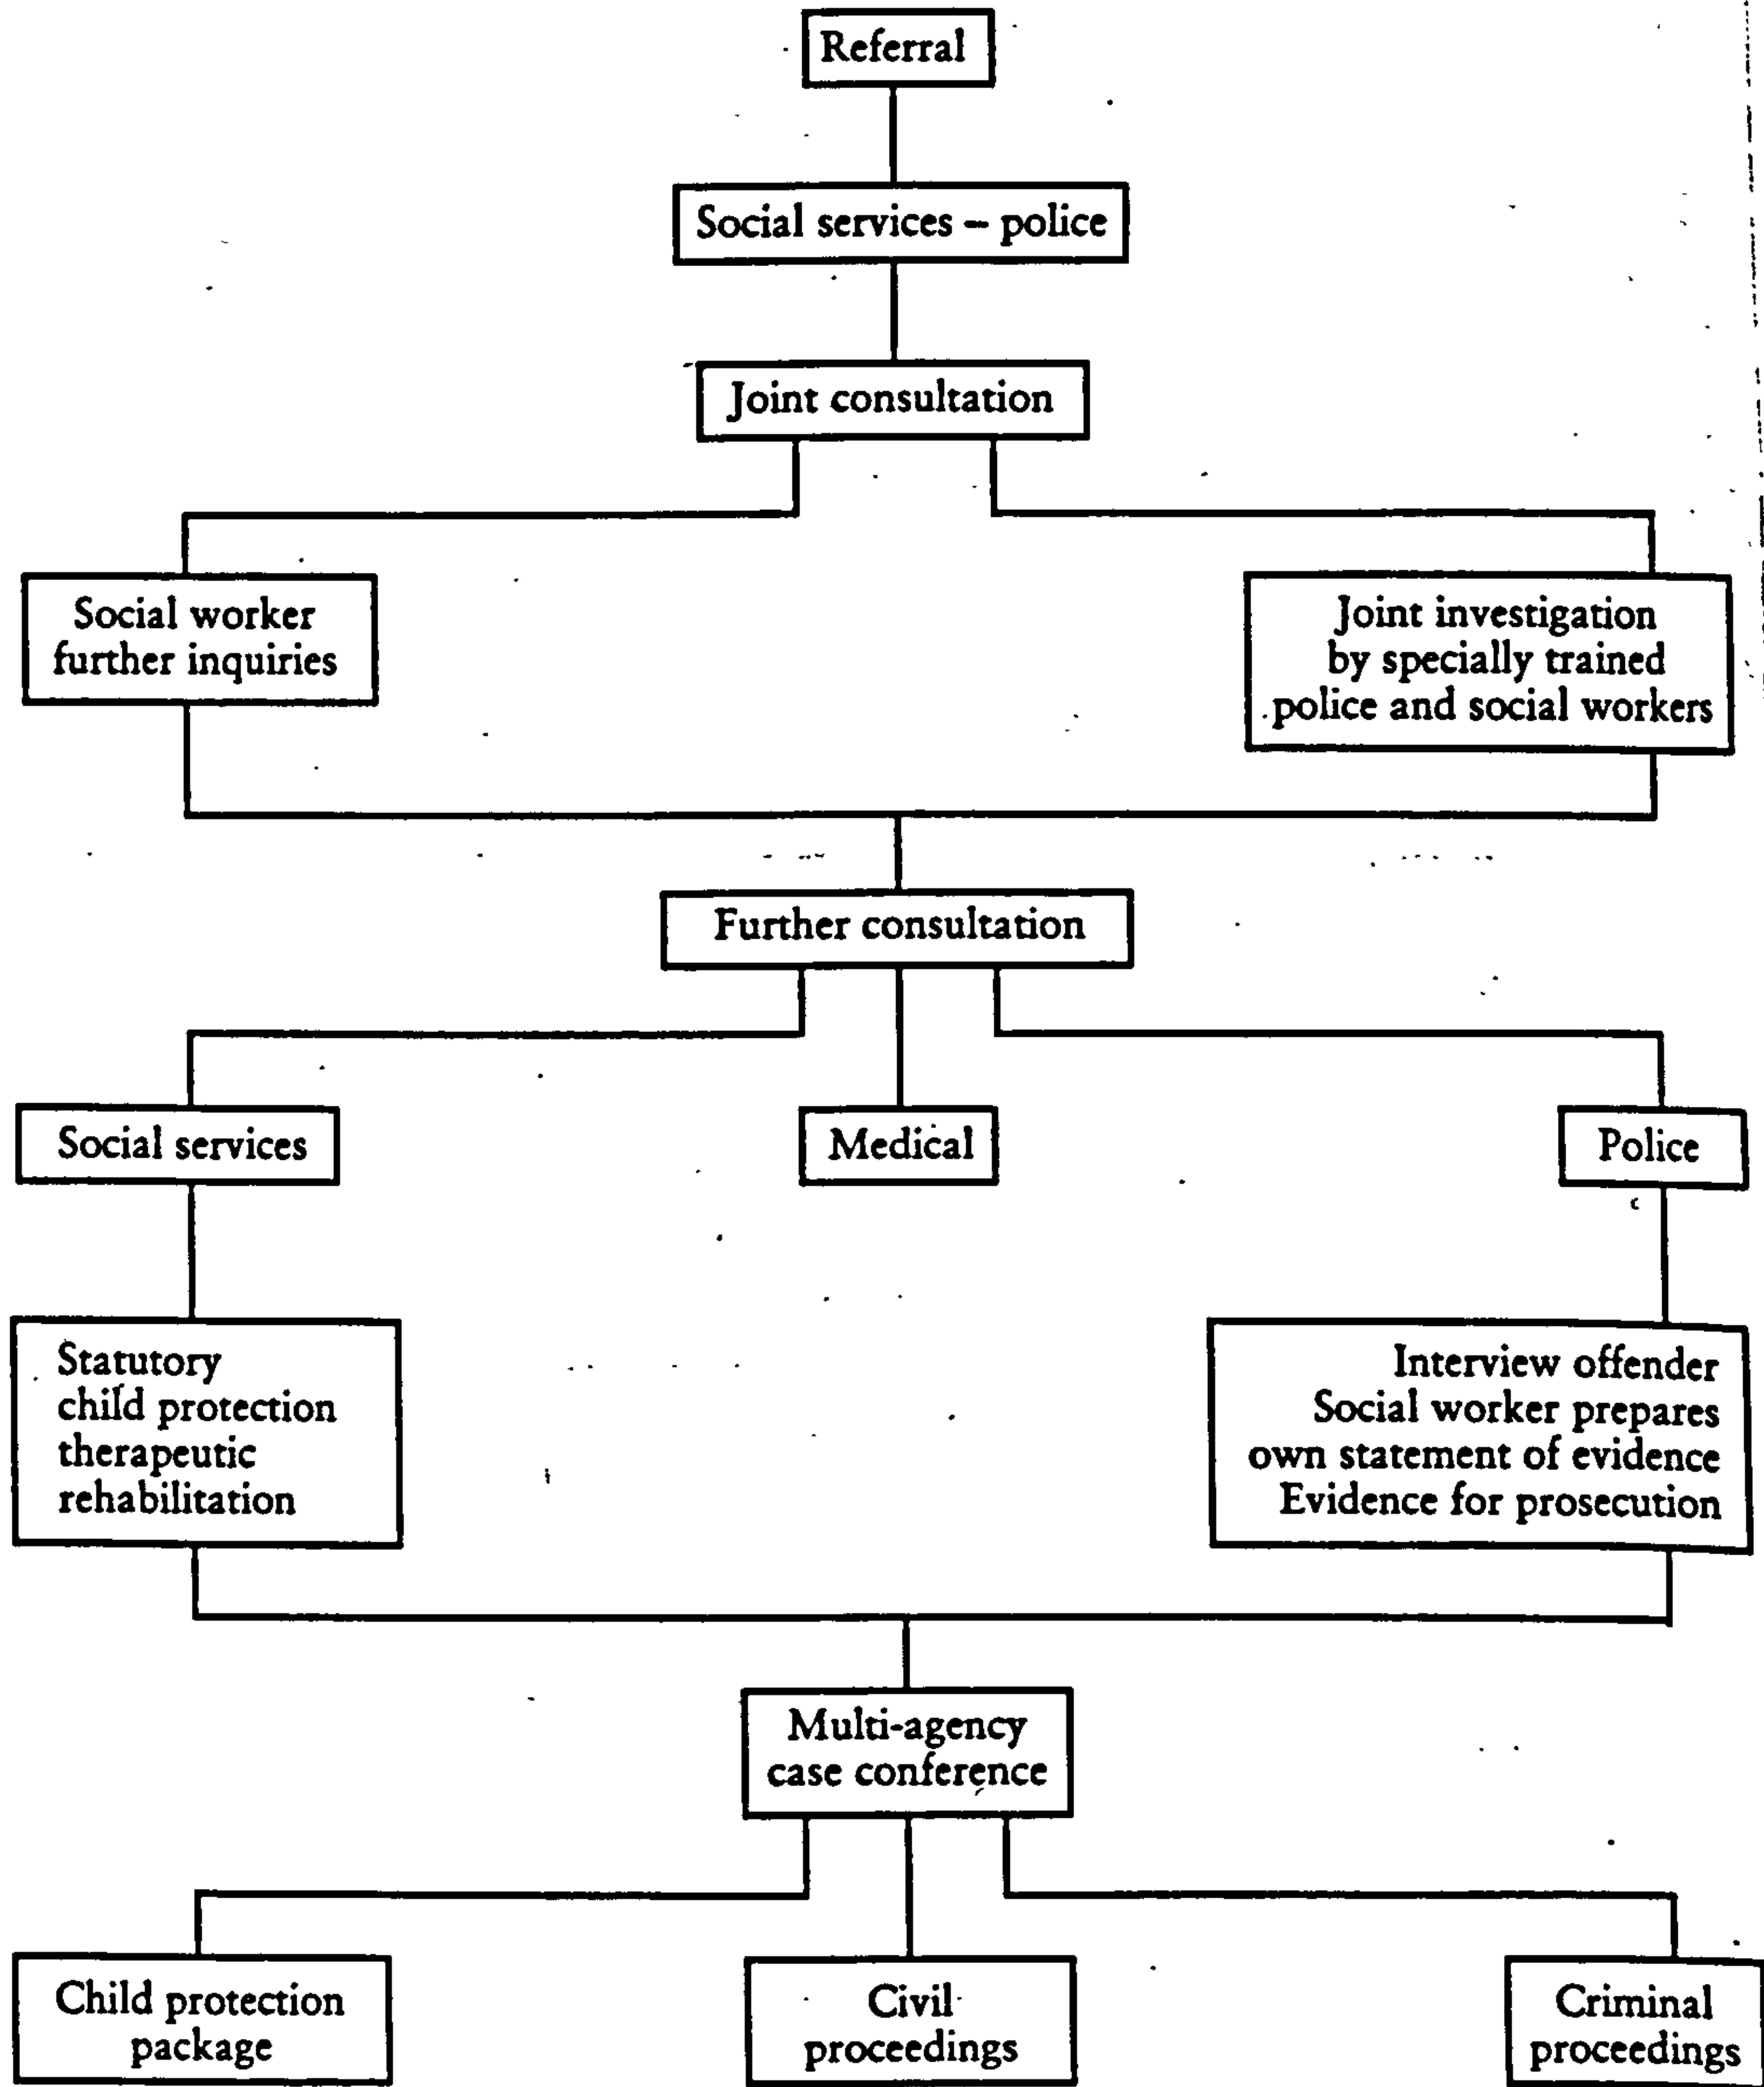 Referral
Social services – police
Joint consultation
Social worker
further inquiries
Joint investigation
by specially trained
police and social workers
Further consultation
Social services
Medical
Police
Statutory
child protection
therapeutic
rehabilitation
Interview offender
Social worker prepares
own statement of evidence
Evidence for prosecution
Multi-agency
case conference
Child protection
package
Civil
proceedings
Criminal
proceedings